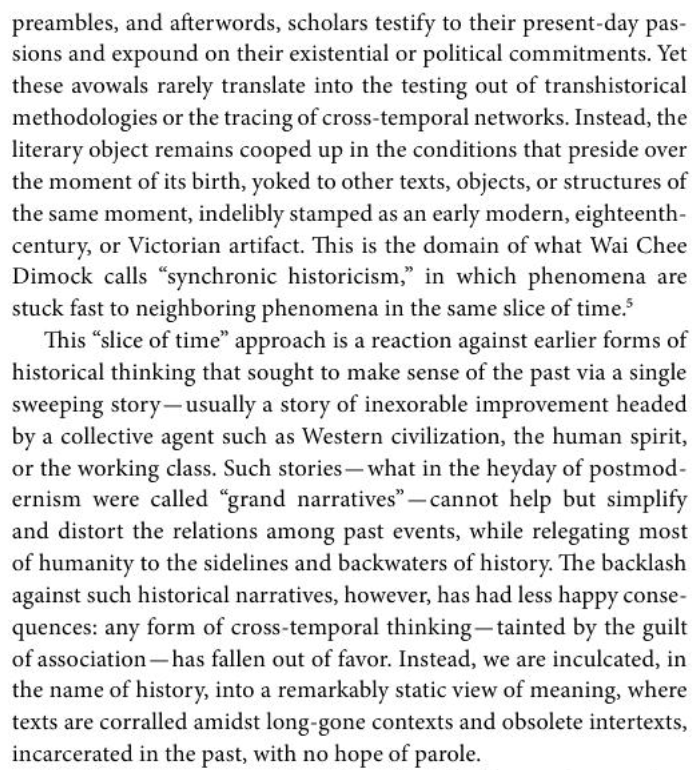 preambles, and afterwords, scholars testify to their present-day pas-
sions and expound on their existential or political commitments. Yet
these avowals rarely translate into the testing out of transhistorical
methodologies or the tracing of cross-temporal networks. Instead, the
literary object remains cooped up in the conditions that preside over
the moment of its birth, yoked to other texts, objects, or structures of
the same moment, indelibly stamped as an early modern, eighteenth-
century, or Victorian artifact. This is the domain of what Wai Chee
Dimock calls “synchronic historicism,” in which phenomena are
stuck fast to neighboring phenomena in the same slice of time.⁵
This “slice of time” approach is a reaction against earlier forms of
historical thinking that sought to make sense of the past via a single
sweeping story—usually a story of inexorable improvement headed
by a collective agent such as Western civilization, the human spirit,
or the working class. Such stories—what in the heyday of postmod-
ernism were called “grand narratives”—cannot help but simplify
and distort the relations among past events, while relegating most
of humanity to the sidelines and backwaters of history. The backlash
against such historical narratives, however, has had less happy conse-
quences: any form of cross-temporal thinking—tainted by the guilt
of association—has fallen out of favor. Instead, we are inculcated, in
the name of history, into a remarkably static view of meaning, where
texts are corralled amidst long-gone contexts and obsolete intertexts,
incarcerated in the past, with no hope of parole.